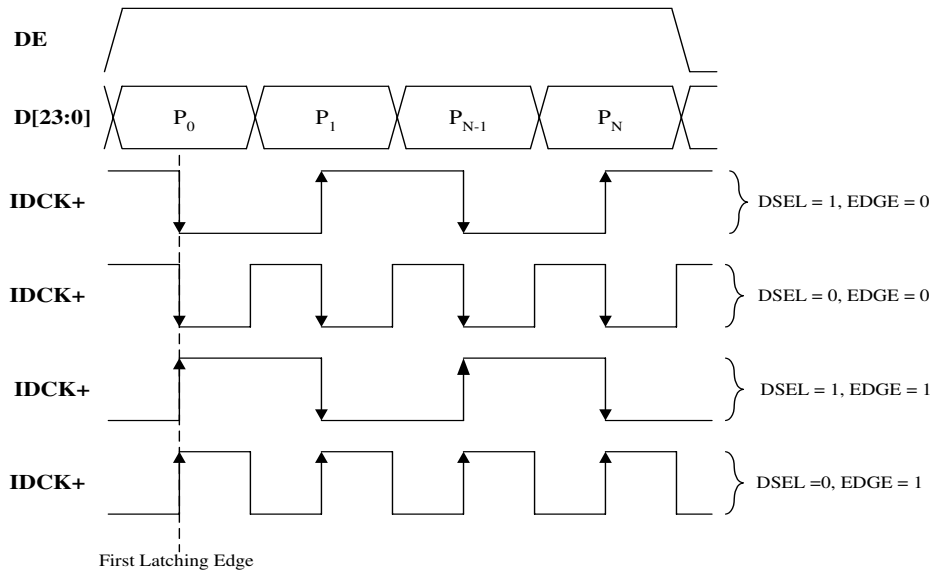 DE
D[23:0] P0 P1 PN-1 PN
IDCK+ DSEL = 1, EDGE = 0
IDCK+ DSEL = 0, EDGE = 0
IDCK+ DSEL = 1, EDGE = 1
IDCK+ DSEL =0, EDGE = 1
First Latching Edge